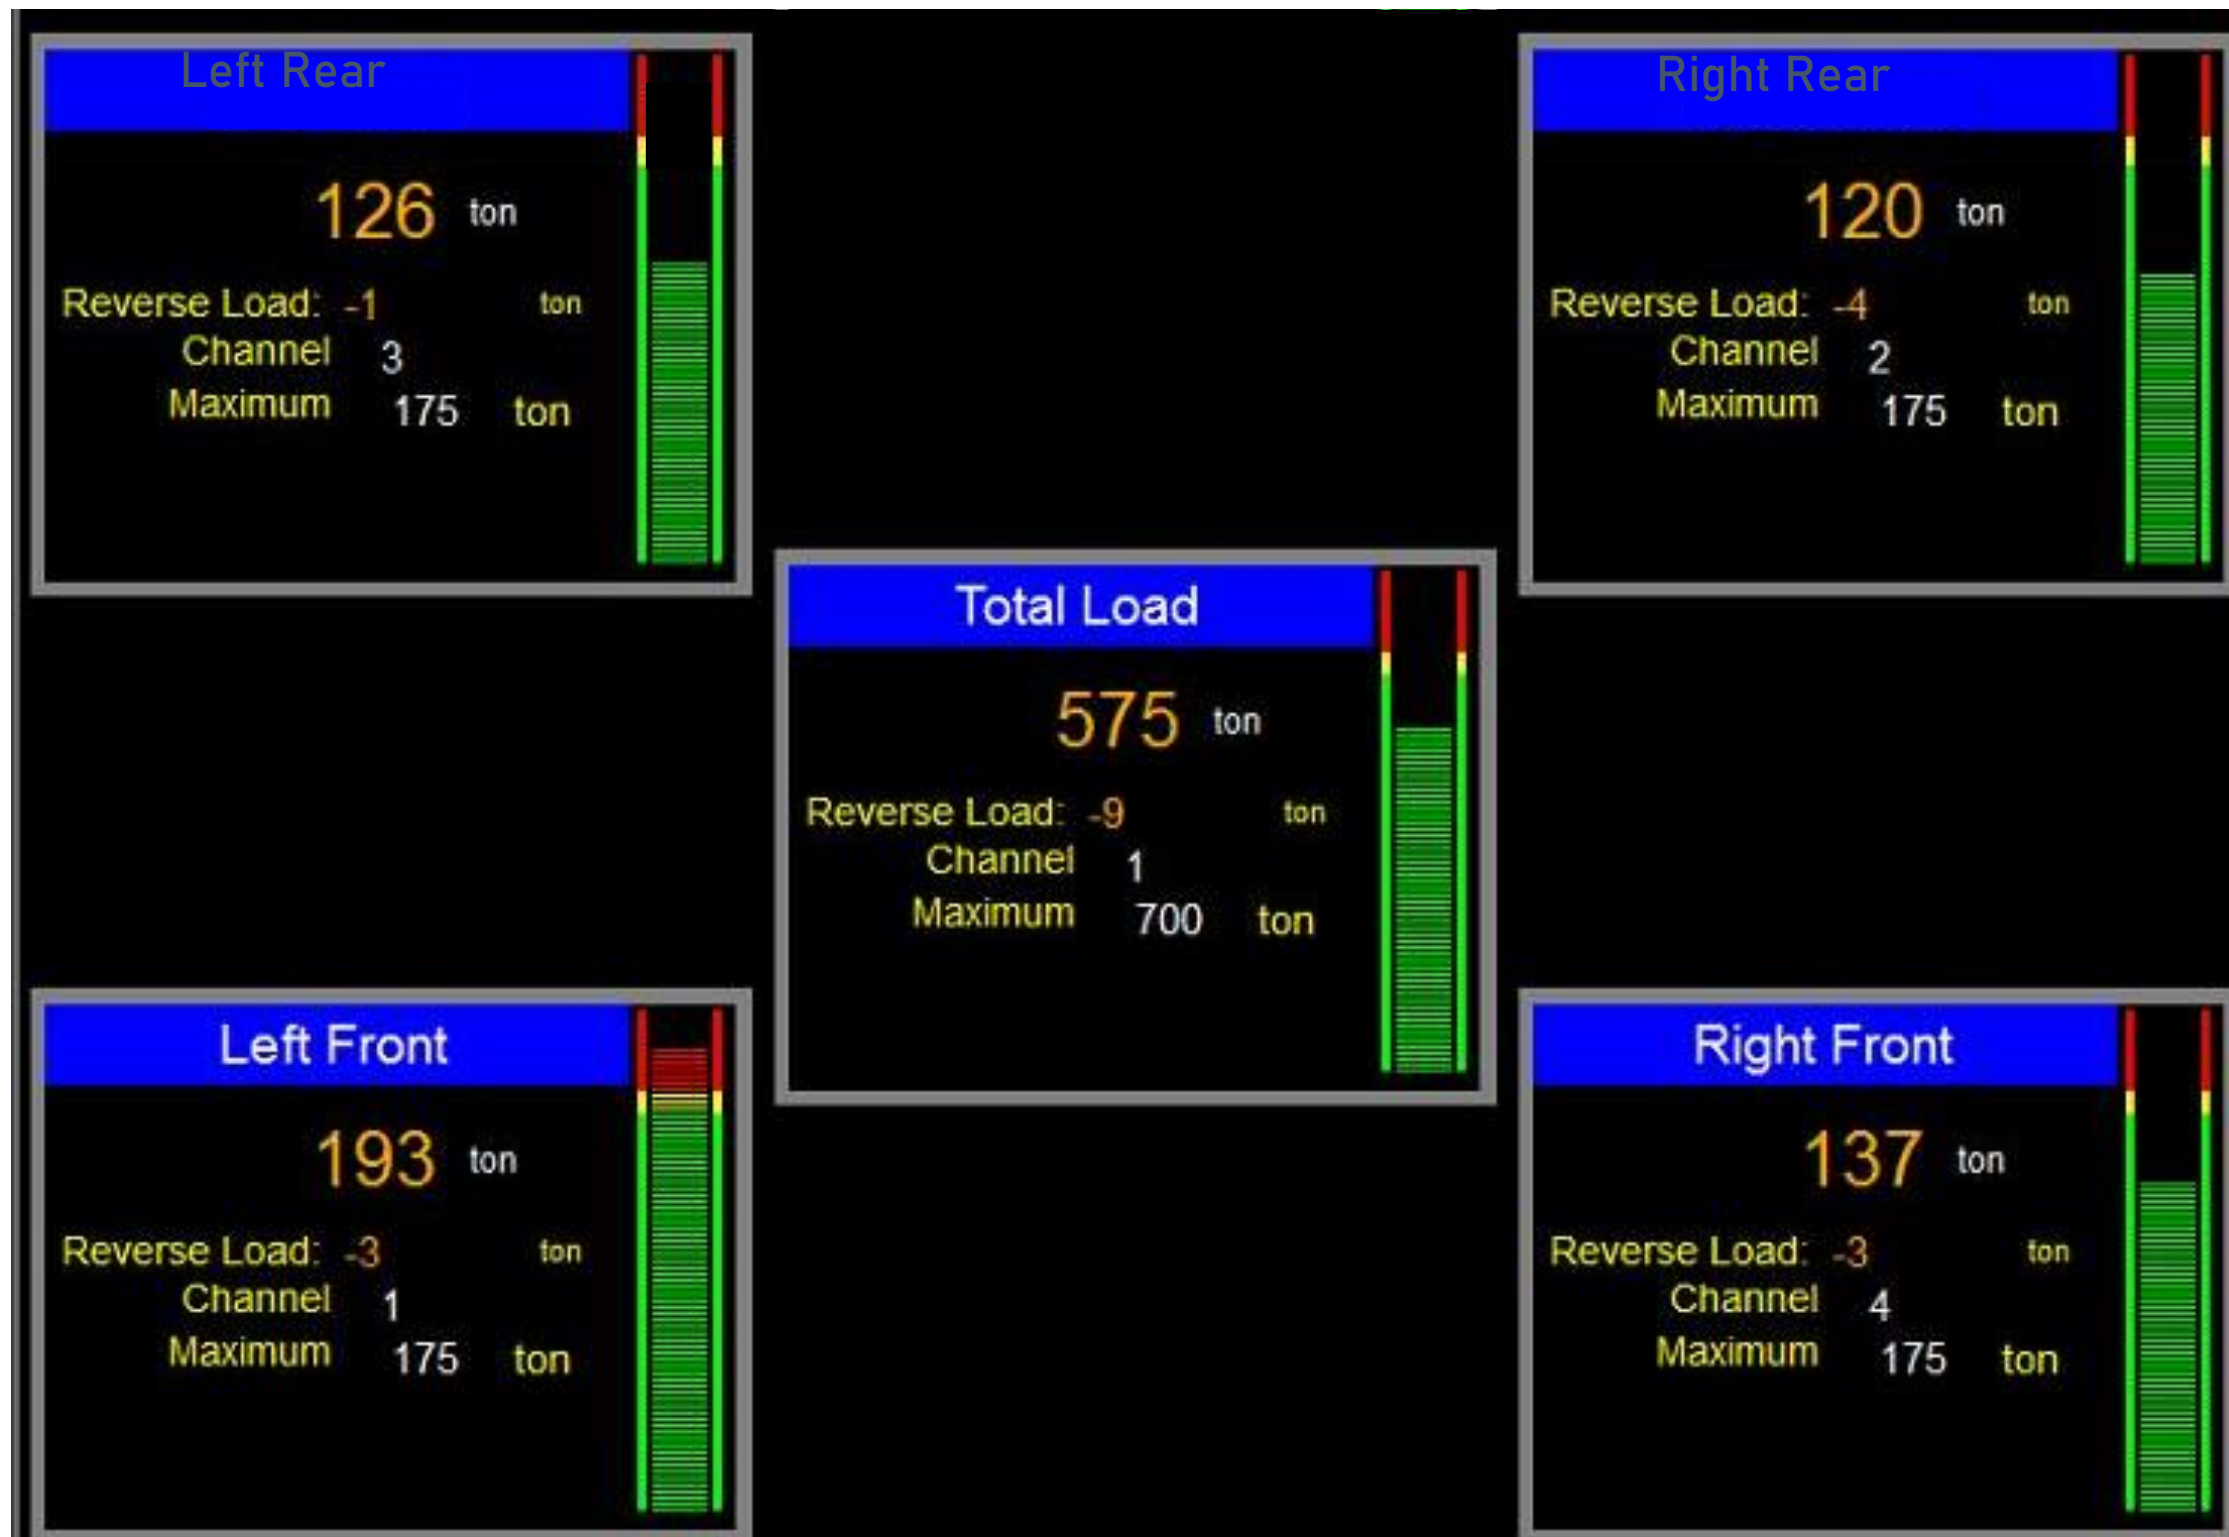 Left Rear
126 ton
Reverse Load: -1 ton
Channel 3
Maximum 175 ton
Right Rear
120 ton
Reverse Load: -4 ton
Channel 2
Maximum 175 ton
Total Load
575 ton
Reverse Load: -9 ton
Channel 1
Maximum 700 ton
Left Front
193 ton
Reverse Load: -3 ton
Channel 1
Maximum 175 ton
Right Front
137 ton
Reverse Load: -3 ton
Channel 4
Maximum 175 ton